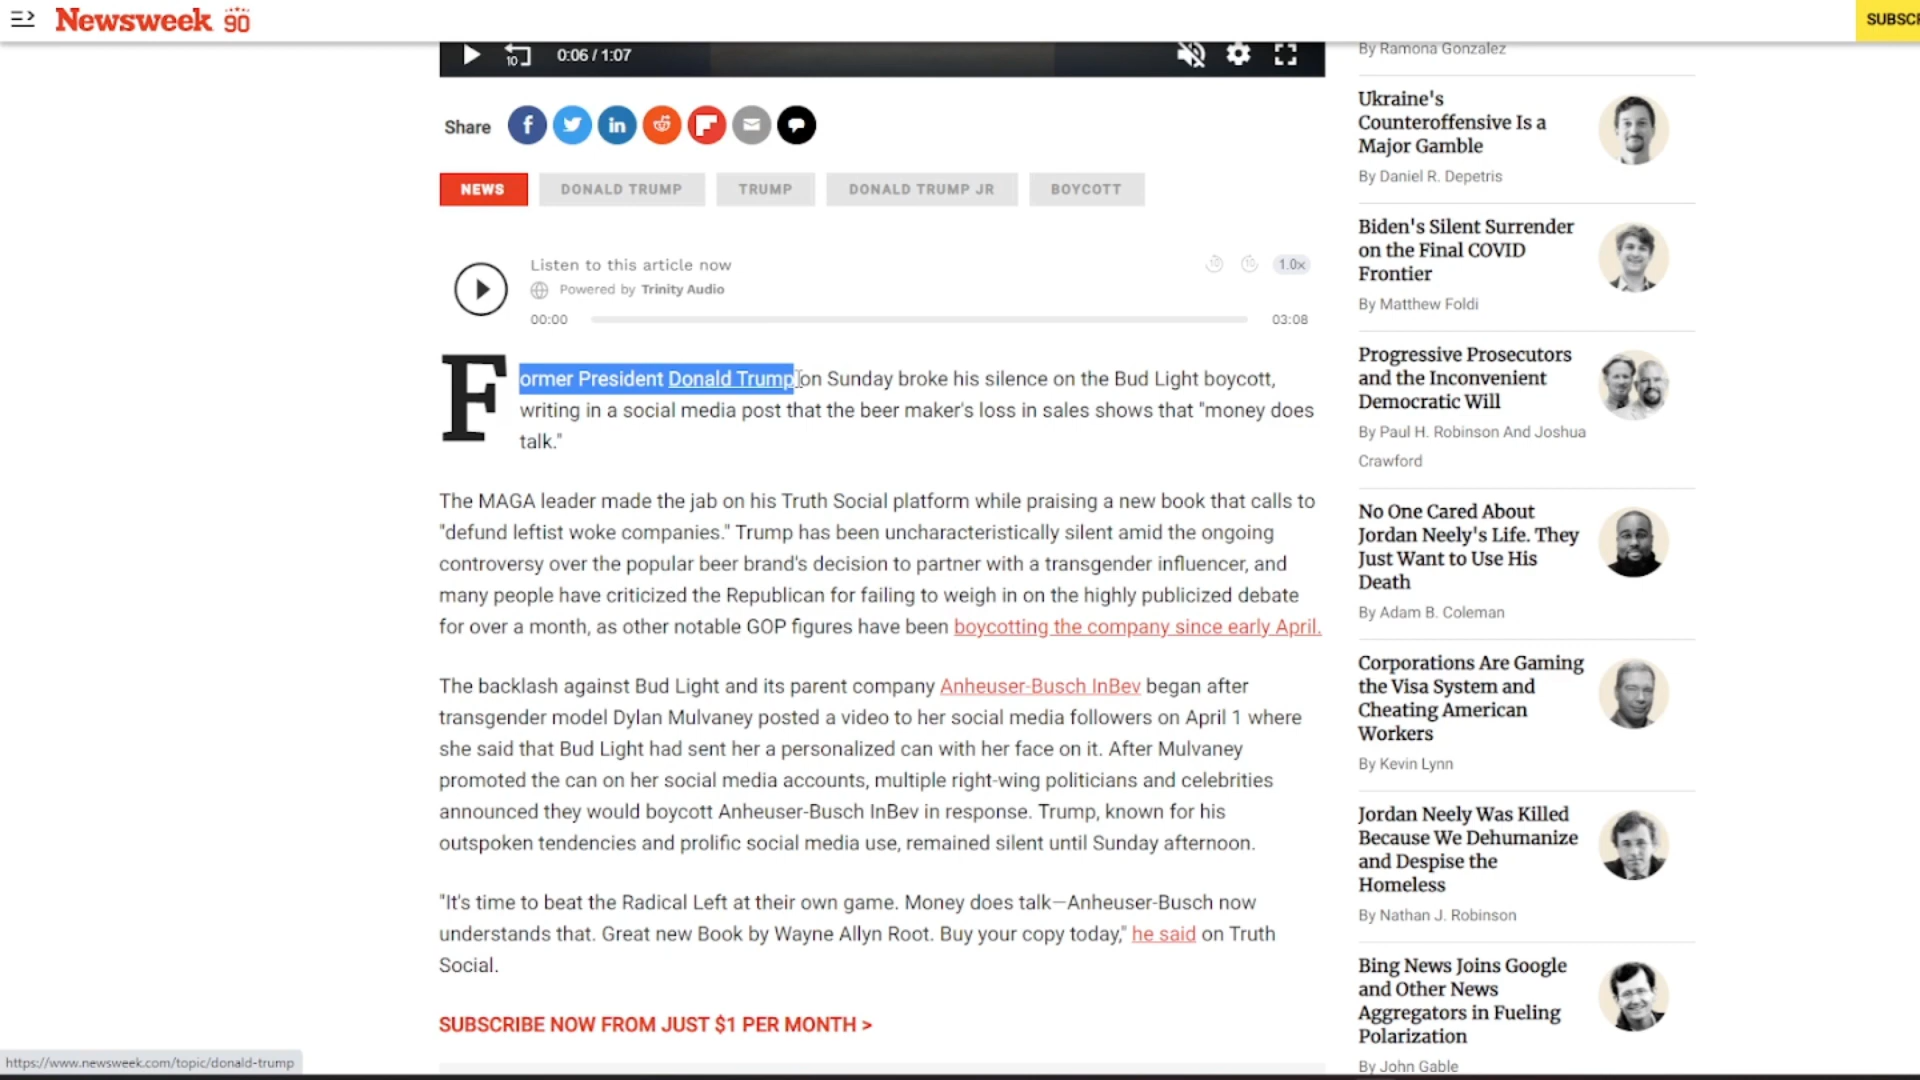 Newsweek 90
SUBSCR
0:06 / 1:07
Share
NEWS
DONALD TRUMP
TRUMP
DONALD TRUMP JR
BOYCOTT
Listen to this article now
Powered by Trinity Audio
1.0x
00:00
03:08
Former President Donald Trump on Sunday broke his silence on the Bud Light boycott,
writing in a social media post that the beer maker's loss in sales shows that "money does
talk."
The MAGA leader made the jab on his Truth Social platform while praising a new book that calls to
"defund leftist woke companies." Trump has been uncharacteristically silent amid the ongoing
controversy over the popular beer brand's decision to partner with a transgender influencer, and
many people have criticized the Republican for failing to weigh in on the highly publicized debate
for over a month, as other notable GOP figures have been boycotting the company since early April.
The backlash against Bud Light and its parent company Anheuser-Busch InBev began after
transgender model Dylan Mulvaney posted a video to her social media followers on April 1 where
she said that Bud Light had sent her a personalized can with her face on it. After Mulvaney
promoted the can on her social media accounts, multiple right-wing politicians and celebrities
announced they would boycott Anheuser-Busch InBev in response. Trump, known for his
outspoken tendencies and prolific social media use, remained silent until Sunday afternoon.
"It's time to beat the Radical Left at their own game. Money does talk—Anheuser-Busch now
understands that. Great new Book by Wayne Allyn Root. Buy your copy today," he said on Truth
Social.
SUBSCRIBE NOW FROM JUST $1 PER MONTH >
By Ramona Gonzalez
Ukraine's
Counteroffensive Is a
Major Gamble
By Daniel R. Depetris
Biden's Silent Surrender
on the Final COVID
Frontier
By Matthew Foldi
Progressive Prosecutors
and the Inconvenient
Democratic Will
By Paul H. Robinson And Joshua
Crawford
No One Cared About
Jordan Neely's Life. They
Just Want to Use His
Death
By Adam B. Coleman
Corporations Are Gaming
the Visa System and
Cheating American
Workers
By Kevin Lynn
Jordan Neely Was Killed
Because We Dehumanize
and Despise the
Homeless
By Nathan J. Robinson
Bing News Joins Google
and Other News
Aggregators in Fueling
Polarization
By John Gable
https://www.newsweek.com/topic/donald-trump